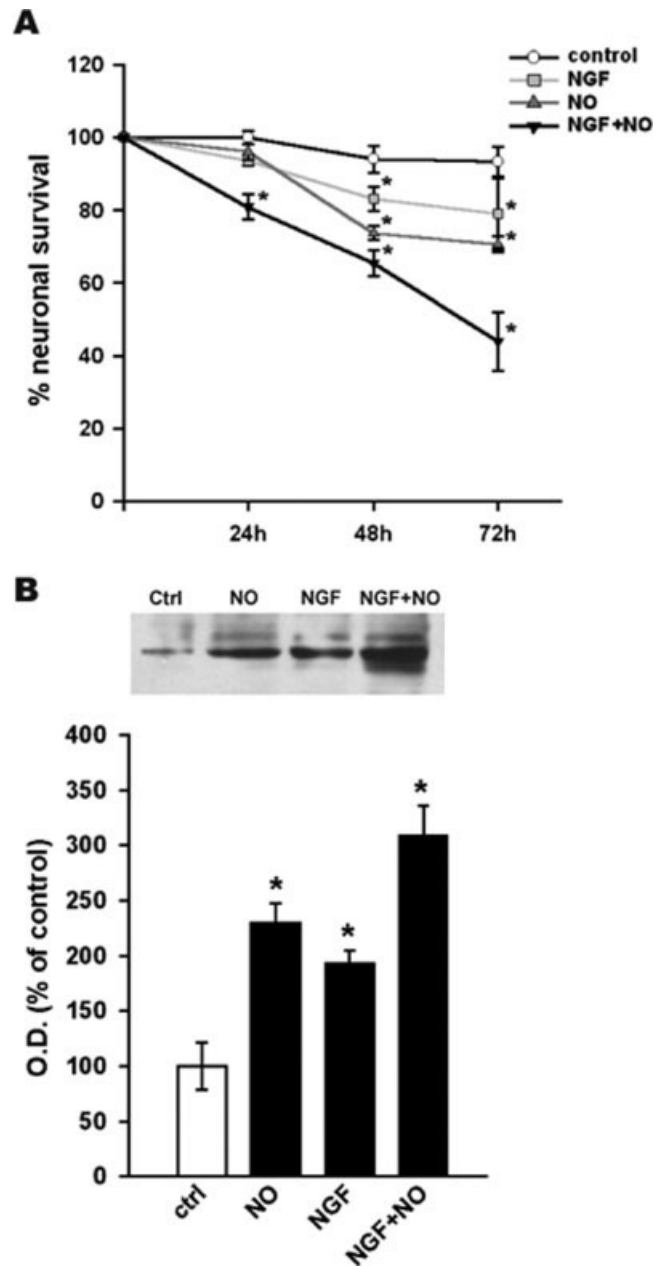 A
control
NGF
NO
NGF+NO
% neuronal survival
120
100
80
60
40
20
0
* * * * * * *
24h 48h 72h
B
Ctrl NO NGF NGF+NO
O.D. (% of control)
400
350
300
250
200
150
100
50
0
* * *
ctrl NO NGF NGF+NO